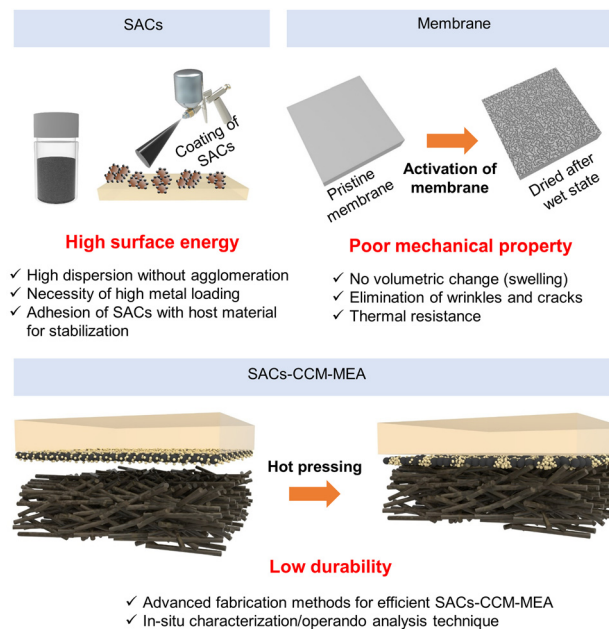 SACs
Coating of
SACs
High surface energy
✓ High dispersion without agglomeration
✓ Necessity of high metal loading
✓ Adhesion of SACs with host material
for stabilization
Membrane
Pristine
membrane
Activation of
membrane
Dried after
wet state
Poor mechanical property
✓ No volumetric change (swelling)
✓ Elimination of wrinkles and cracks
✓ Thermal resistance
SACs-CCM-MEA
Hot pressing
Low durability
✓ Advanced fabrication methods for efficient SACs-CCM-MEA
✓ In-situ characterization/operando analysis technique